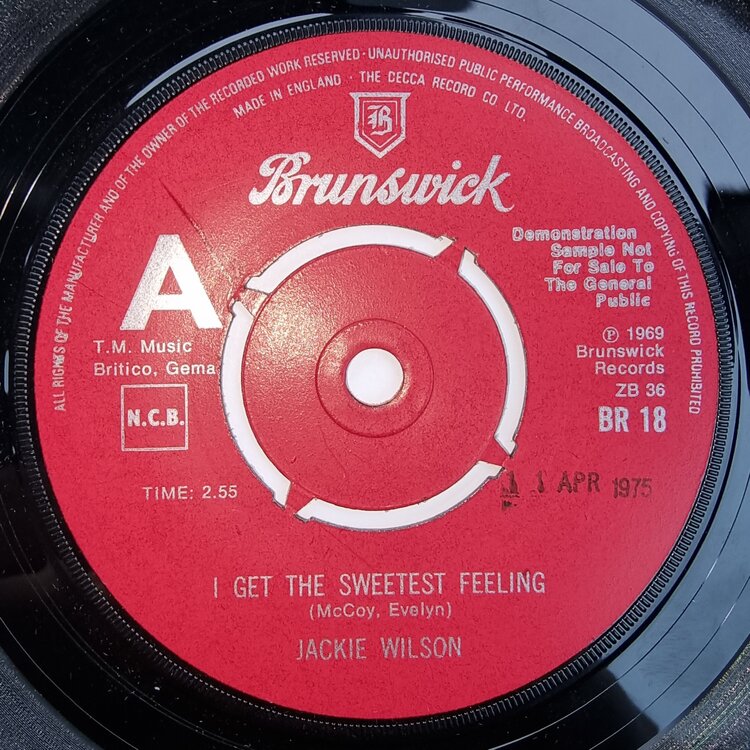 ALL RIGHTS OF THE MANUFACTURER AND OF THE OWNER OF THE RECORDED WORK RESERVED · UNAUTHORISED PUBLIC PERFORMANCE BROADCASTING AND COPYING OF THIS RECORD PROHIBITED
MADE IN ENGLAND · THE DECCA RECORD CO. LTD.
B
Brunswick
Demonstration
Sample Not
For Sale To
The General
Public
A
T.M. Music
Britico, Gema
N.C.B.
TIME: 2.55
℗ 1969
Brunswick
Records
ZB 36
BR 18
1 APR 1975
I GET THE SWEETEST FEELING
(McCoy, Evelyn)
JACKIE WILSON